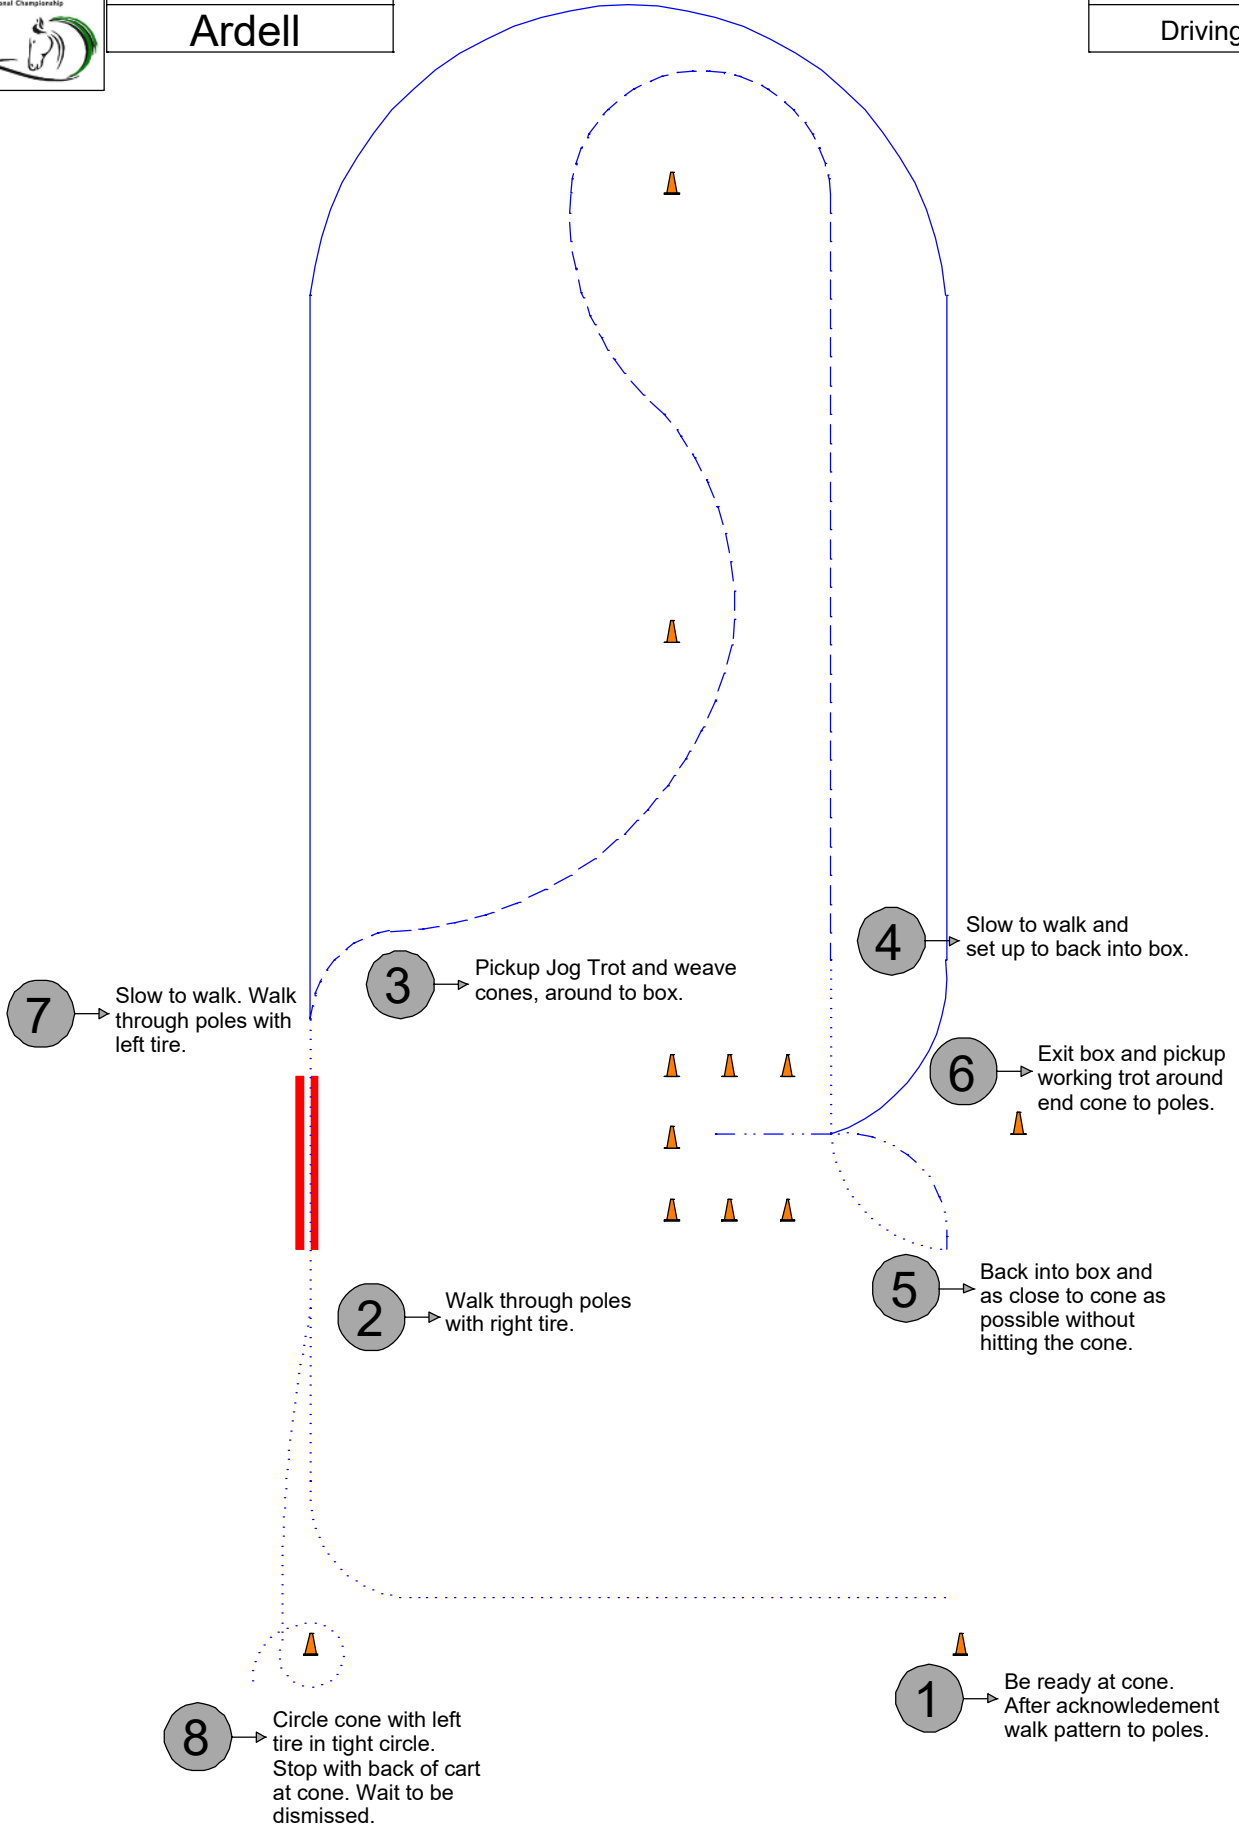 onal Championship
Ardell
Driving
4
Slow to walk and
set up to back into box.
3
Pickup Jog Trot and weave
cones, around to box.
7
Slow to walk. Walk
through poles with
left tire.
6
Exit box and pickup
working trot around
end cone to poles.
5
Back into box and
as close to cone as
possible without
hitting the cone.
2
Walk through poles
with right tire.
1
Be ready at cone.
After acknowledement
walk pattern to poles.
8
Circle cone with left
tire in tight circle.
Stop with back of cart
at cone. Wait to be
dismissed.